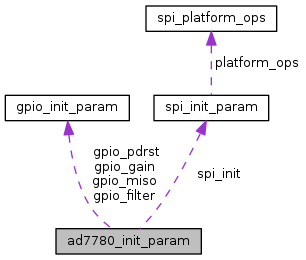 spi_platform_ops
platform_ops
gpio_init_param
spi_init_param
gpio_pdrst
gpio_gain
gpio_miso
gpio_filter
spi_init
ad7780_init_param